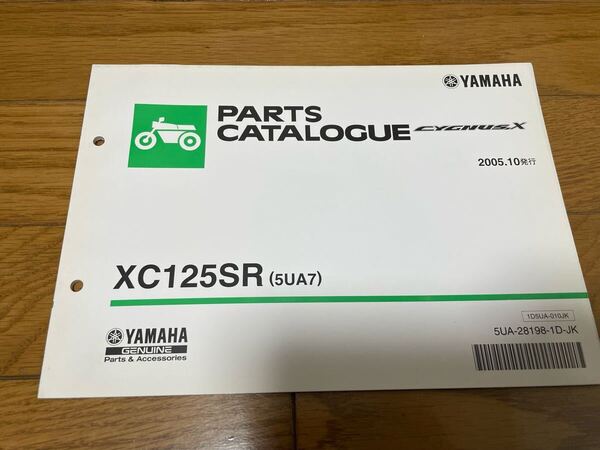 YAMAHA
PARTS
CATALOGUE CYGNUS.X
2005.10発行
XC125SR (5UA7)
1D5UA-010JK
5UA-28198-1D-JK
YAMAHA
GENUINE
Parts & Accessories